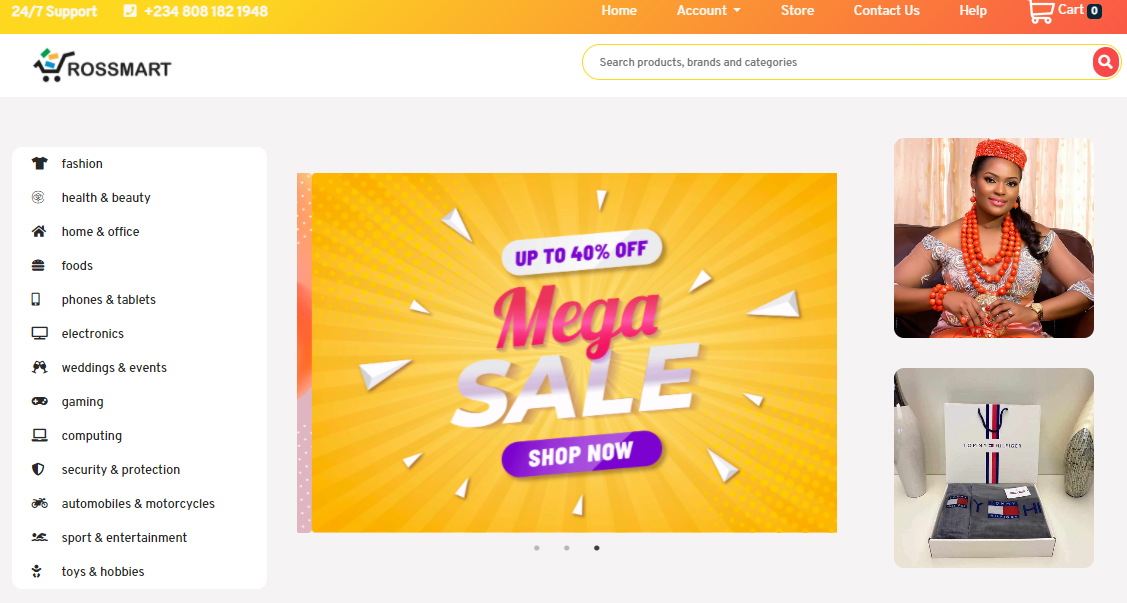 24/7 Support +234 808 182 1948 Home Account Store Contact Us Help Cart 0
ROSSMART
Search products, brands and categories
fashion
health & beauty
home & office
foods
phones & tablets
electronics
weddings & events
gaming
computing
security & protection
automobiles & motorcycles
sport & entertainment
toys & hobbies
UP TO 40% OFF
Mega
SALE
SHOP NOW
TOMMY HILFIGER
TOMMY
HILFIGER